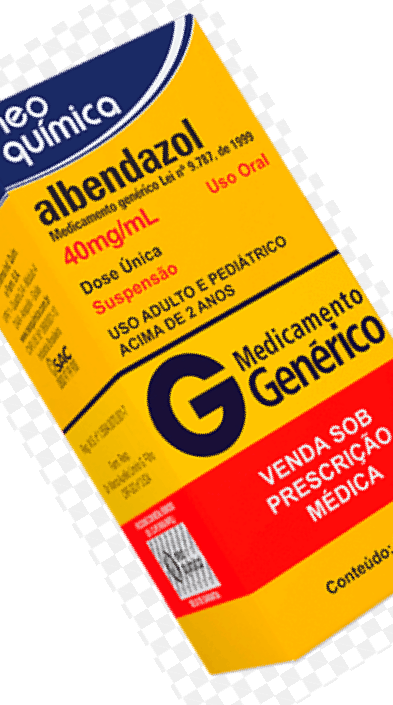 neo
química
albendazol
Medicamento genérico Lei nº 9.787, de 1999
40mg/mL
Uso Oral
Dose Única
Suspensão
USO ADULTO E PEDIÁTRICO
ACIMA DE 2 ANOS
SAC
G Medicamento
Genérico
VENDA SOB
PRESCRIÇÃO
MÉDICA
Conteúdo: